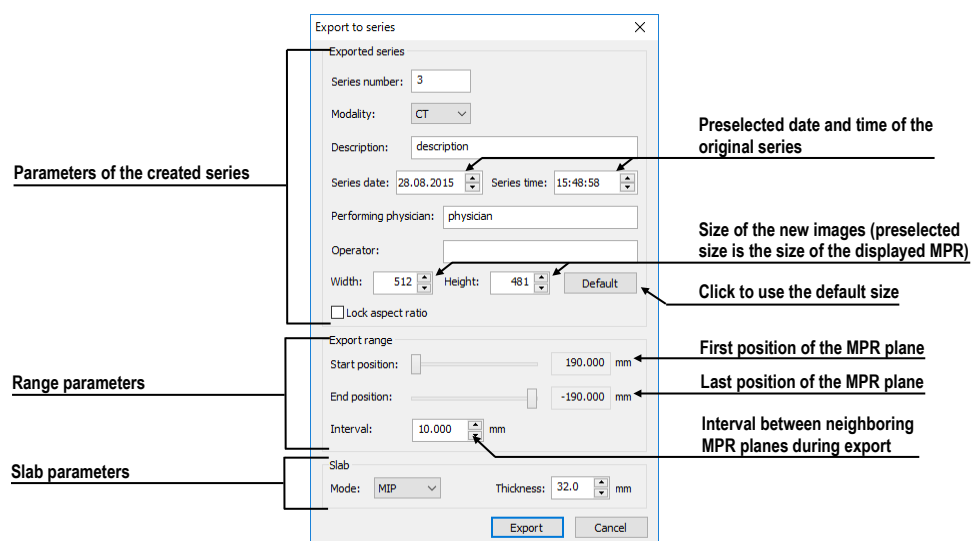 Export to series
Exported series
Series number: 3
Modality: CT
Preselected date and time of the
original series
Description: description
Parameters of the created series
Series date: 28.08.2015 Series time: 15:48:58
Performing physician: physician
Size of the new images (preselected
size is the size of the displayed MPR)
Operator:
Width: 512 Height: 481 Default
Click to use the default size
Lock aspect ratio
Export range
First position of the MPR plane
Start position: 190.000 mm
Range parameters
Last position of the MPR plane
End position: -190.000 mm
Interval between neighboring
MPR planes during export
Interval: 10.000 mm
Slab parameters
Slab
Mode: MIP Thickness: 32.0 mm
Export Cancel